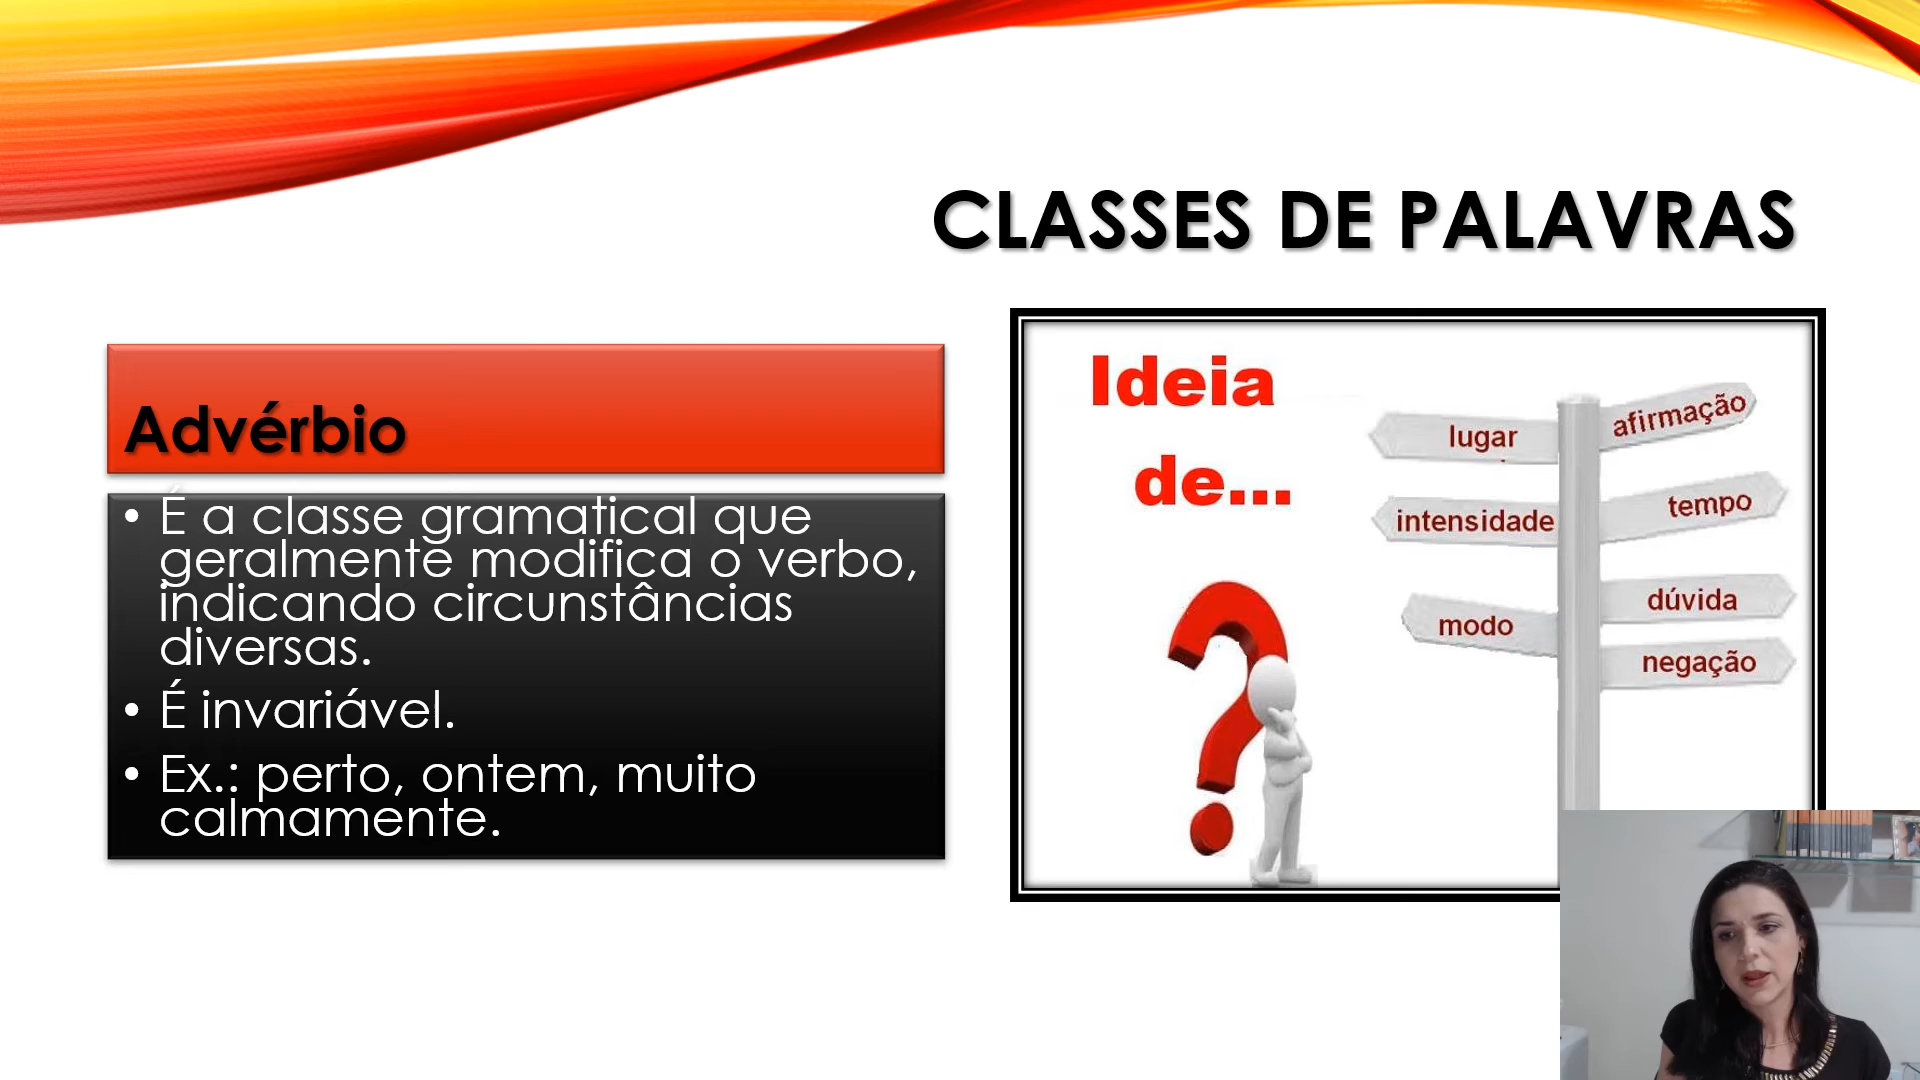 CLASSES DE PALAVRAS
Advérbio
• É a classe gramatical que
geralmente modifica o verbo,
indicando circunstâncias
diversas.
• É invariável.
• Ex.: perto, ontem, muito
calmamente.
Ideia
de...
lugar
afirmação
intensidade
tempo
modo
dúvida
negação